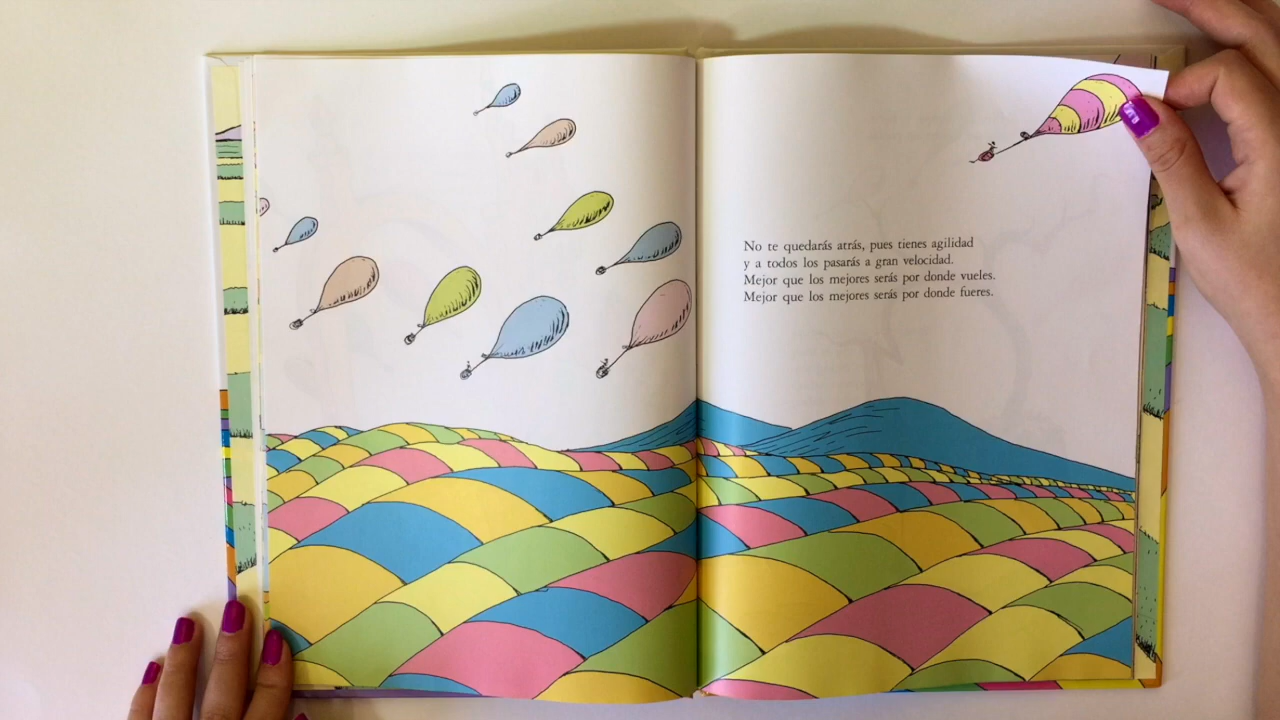 No te quedarás atrás, pues tienes agilidad
y a todos los pasarás a gran velocidad.
Mejor que los mejores serás por donde vueles.
Mejor que los mejores serás por donde fueres.